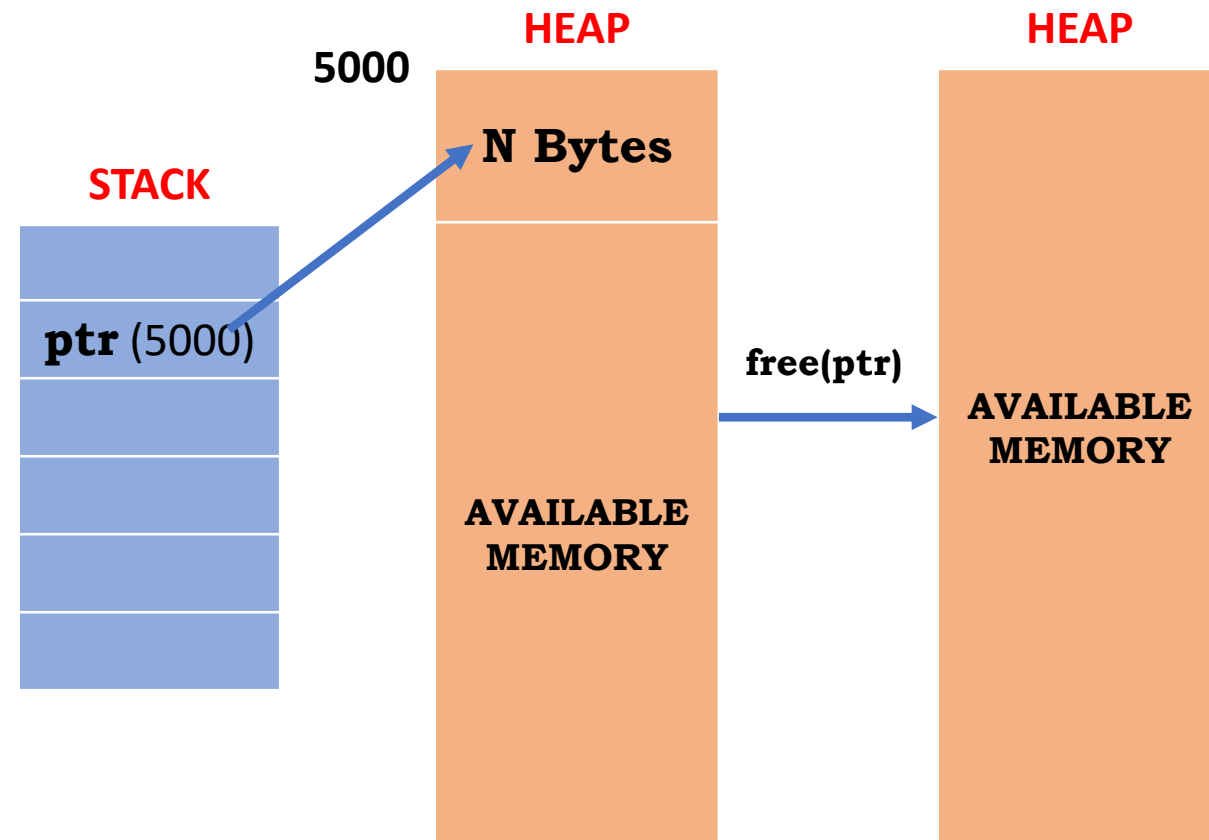 HEAP
HEAP
5000
N Bytes
STACK
ptr (5000)
free(ptr)
AVAILABLE
MEMORY
AVAILABLE
MEMORY